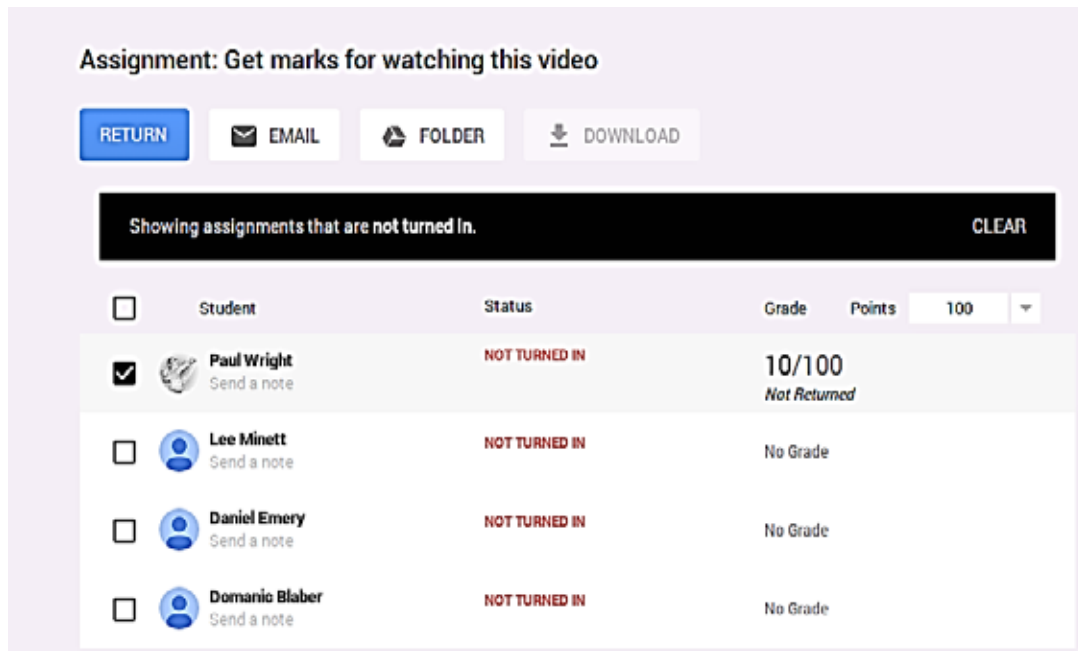 Assignment: Get marks for watching this video
RETURN EMAIL FOLDER DOWNLOAD
Showing assignments that are not turned in. CLEAR
Student Status Grade Points 100
Paul Wright NOT TURNED IN 10/100
Send a note Not Returned
Lee Minett NOT TURNED IN No Grade
Send a note
Daniel Emery NOT TURNED IN No Grade
Send a note
Domanic Blaber NOT TURNED IN No Grade
Send a note